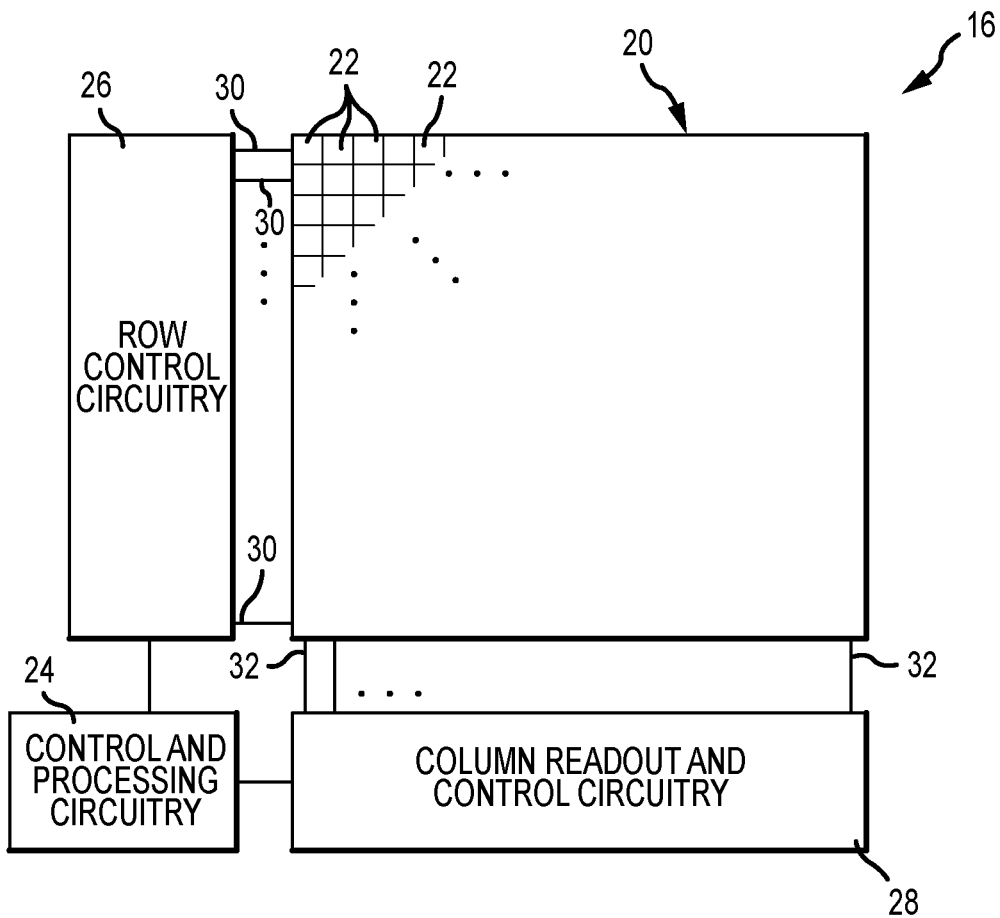 16
20
22
22
26
30
30
ROW
CONTROL
CIRCUITRY
30
32
32
24
CONTROL AND
PROCESSING
CIRCUITRY
COLUMN READOUT AND
CONTROL CIRCUITRY
28